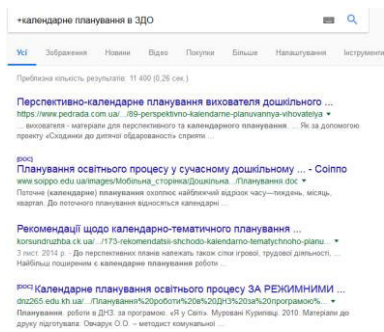 +календарне планування в ЗДО
Усі Зображення Новини Відео Покупки Більше Налаштування Інструменти
Приблизна кількість результатів: 11 400 (0,26 сек.)
Перспективно-календарне планування вихователя дошкільного ...
https://www.pedrada.com.ua/.../89-perspektivno-kalendarne-planuvannya-vihovatelya
... вихователя - матеріали для перспективного та календарного планування. ... Як за допомогою
проекту «Сходинки до дитячої обдарованості» сприяти ...
[DOC]
Планування освітнього процесу у сучасному дошкільному ... - Coіппо
www.soippo.edu.ua/images/Мобільна_сторінка/Дошкільна.../Планування.doc
Поточне (календарне) планування охоплює найближчий відрізок часу—тиждень, місяць,
квартал. До поточного планування відносяться календарні ...
Рекомендації щодо календарно-тематичного планування ...
korsundruzhba.ck.ua/.../173-rekomendatsii-shchodo-kalendarno-tematychnoho-planu...
3 лист. 2014 р. - До перспективних планів належать також сітки ігрової, трудової діяльності, ...
Найбільш поширеним є календарне планування роботи ...
[DOC] Календарне планування освітнього процесу ЗА РЕЖИМНИМИ ...
dnz265.edu.kh.ua/.../Планування%20роботи%20в%20ДНЗ%20за%20програмою%...
Планування. роботи в ДНЗ. за програмою. «Я у Світі». Муровані Курилівці. 2010. Матеріали до
друку підготувала: Овчарук О.О. – методист комунальної ...